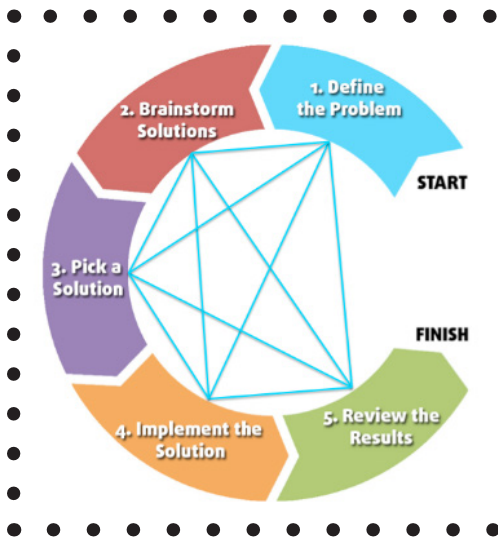 1. Define
the Problem
START
2. Brainstorm
Solutions
3. Pick a
Solution
4. Implement the
Solution
5. Review the
Results
FINISH